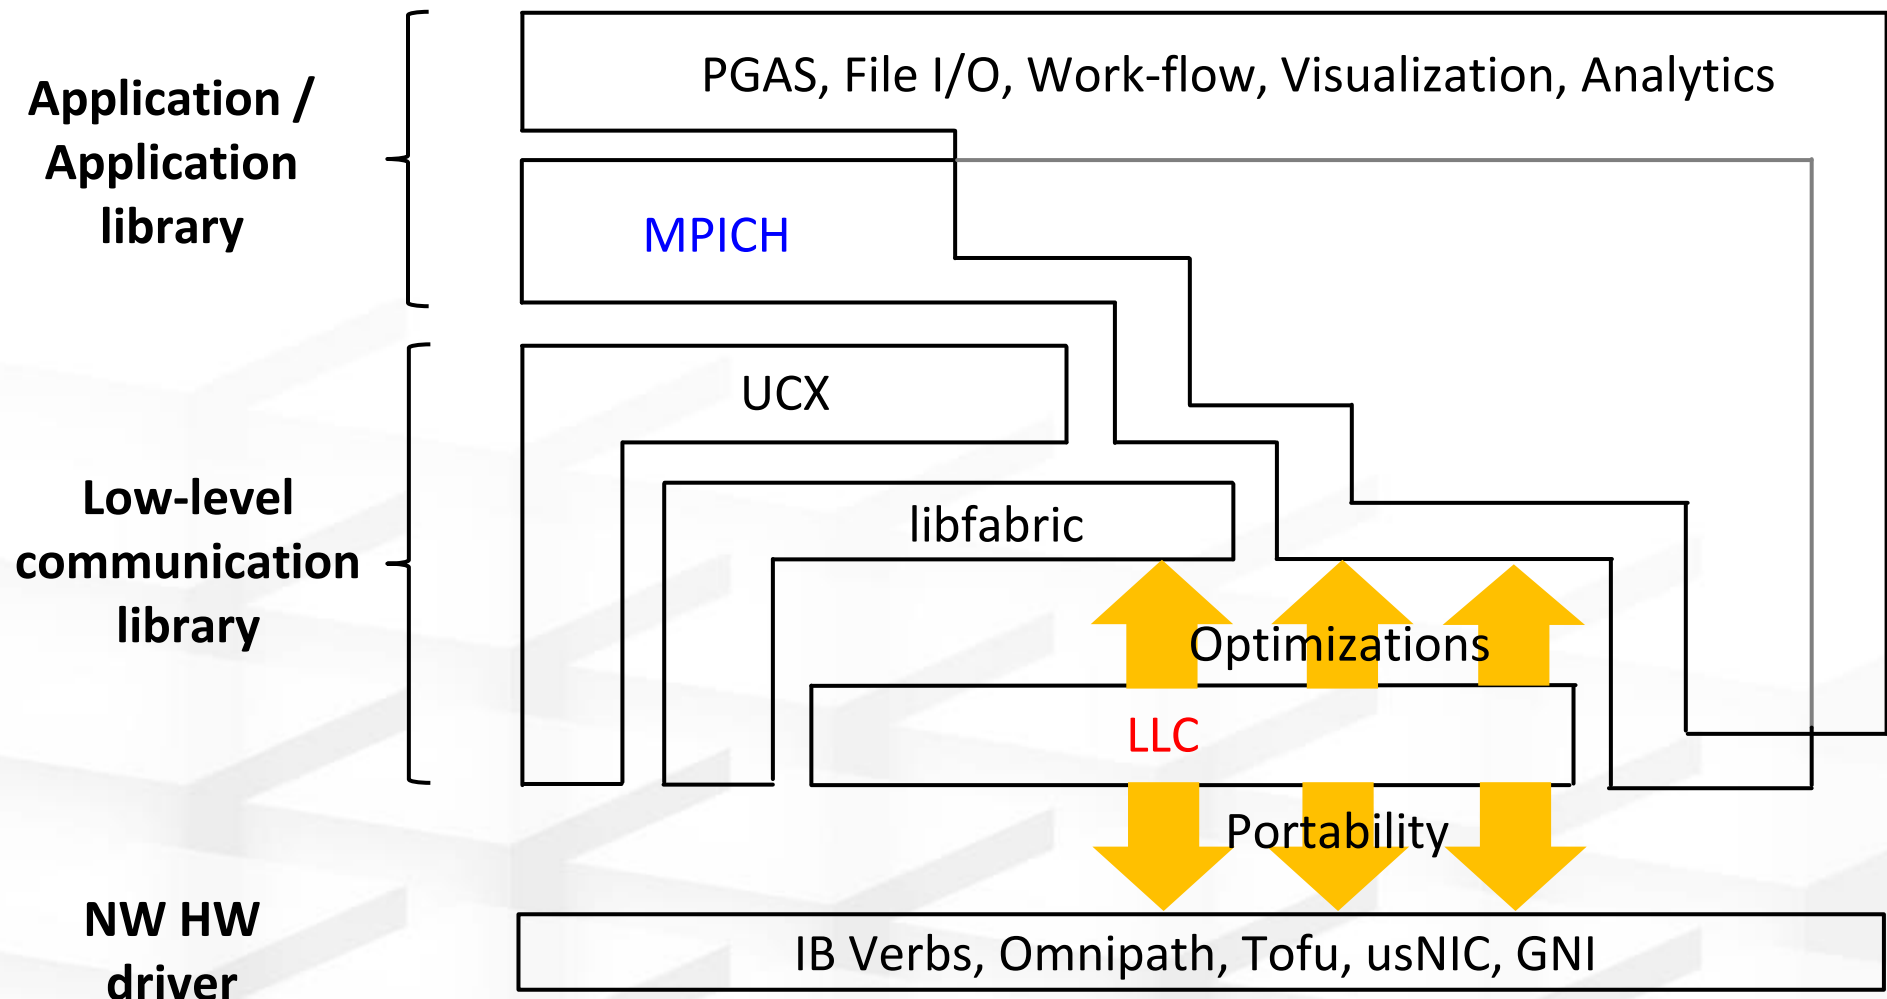 Application /
Application
library
PGAS, File I/O, Work-flow, Visualization, Analytics
MPICH
Low-level
communication
library
UCX
libfabric
Optimizations
LLC
Portability
NW HW
driver
IB Verbs, Omnipath, Tofu, usNIC, GNI